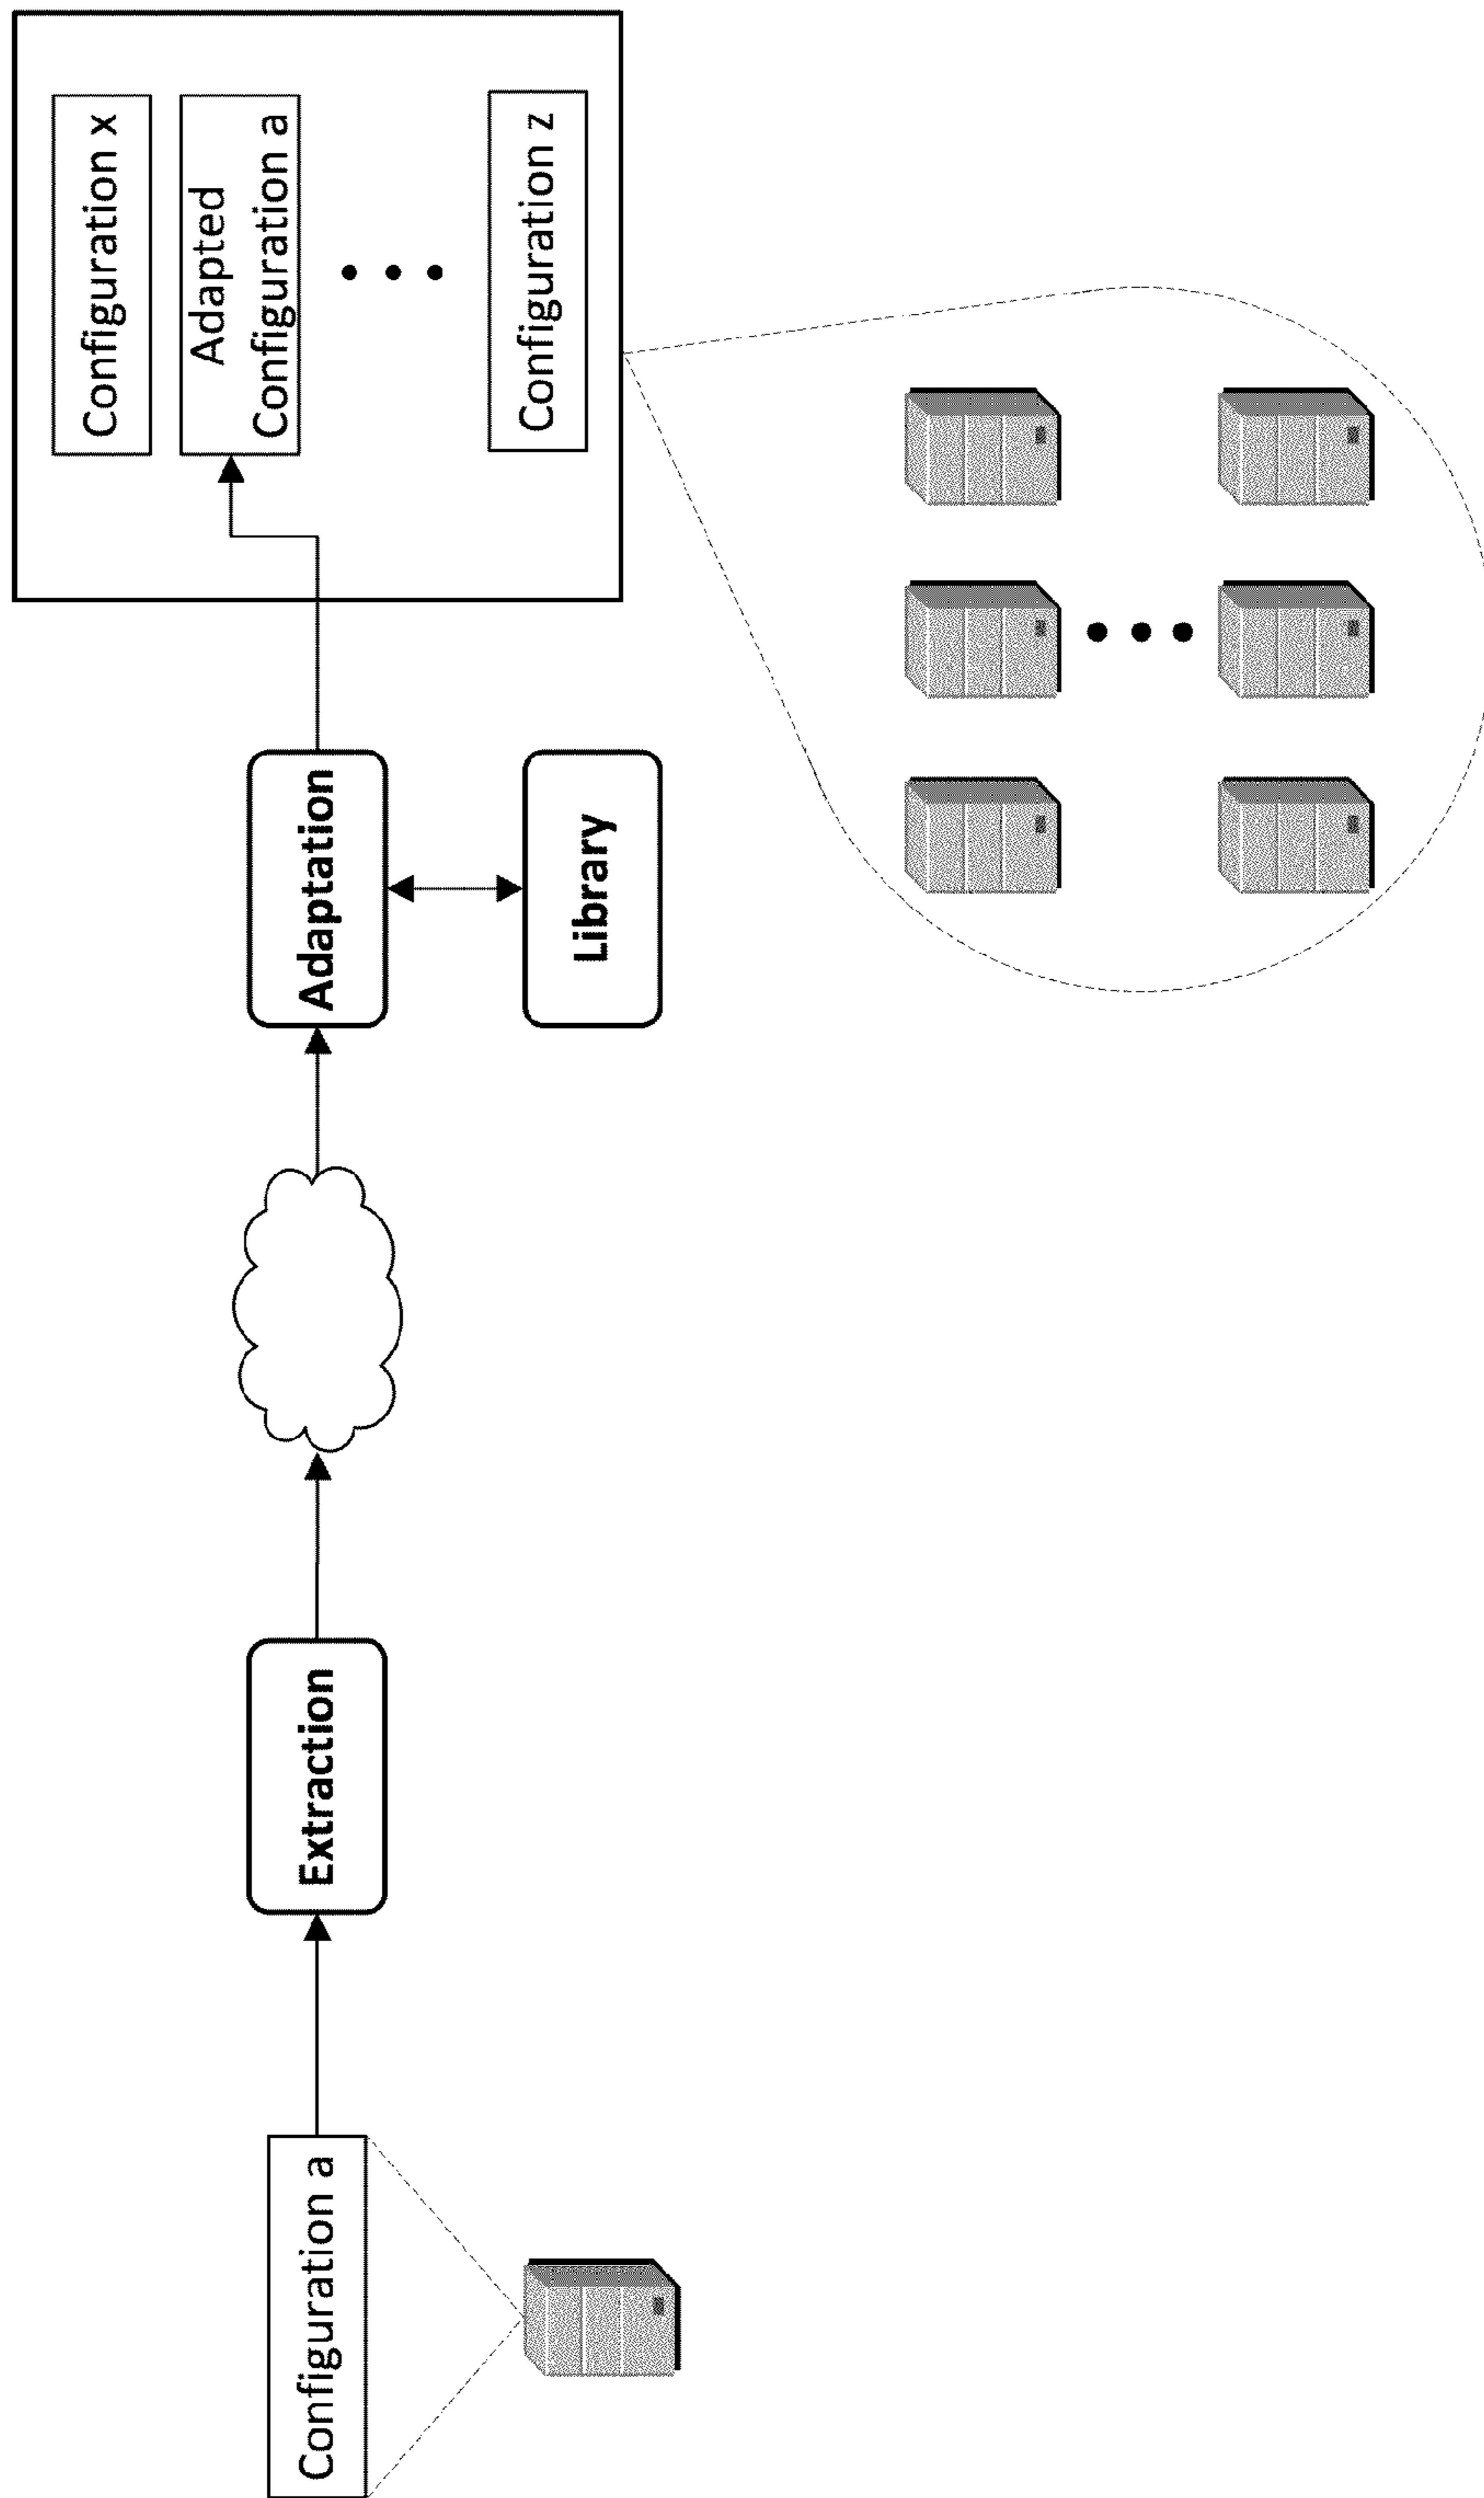 Configuration a
Extraction
Adaptation
Library
Configuration x
Adapted
Configuration a
Configuration z